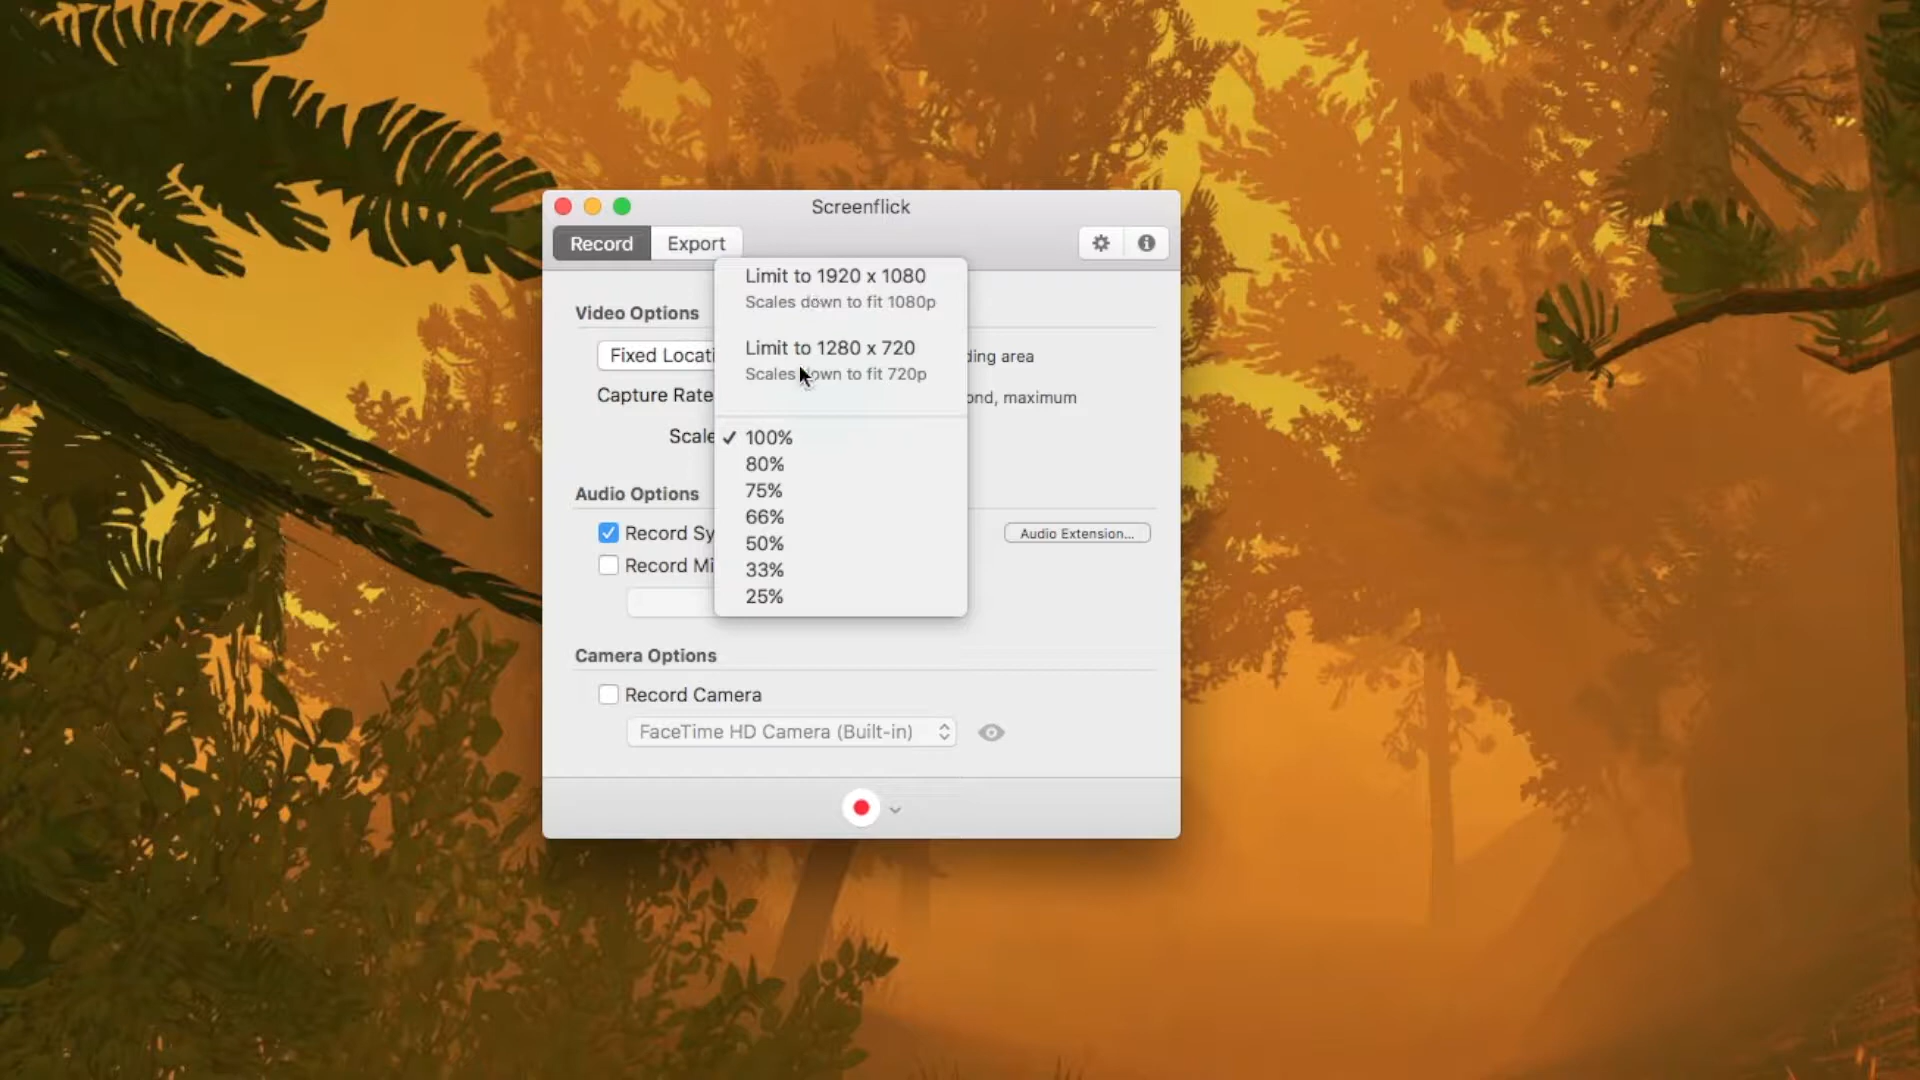 Screenflick
Record Export
Limit to 1920 x 1080
Scales down to fit 1080p
Video Options
Limit to 1280 x 720
Fixed Locati ding area
Scales down to fit 720p
Capture Rate ond, maximum
Scale ✓ 100%
80%
75%
Audio Options
66%
Record Sy Audio Extension...
50%
Record Mi
33%
25%
Camera Options
Record Camera
FaceTime HD Camera (Built-in)